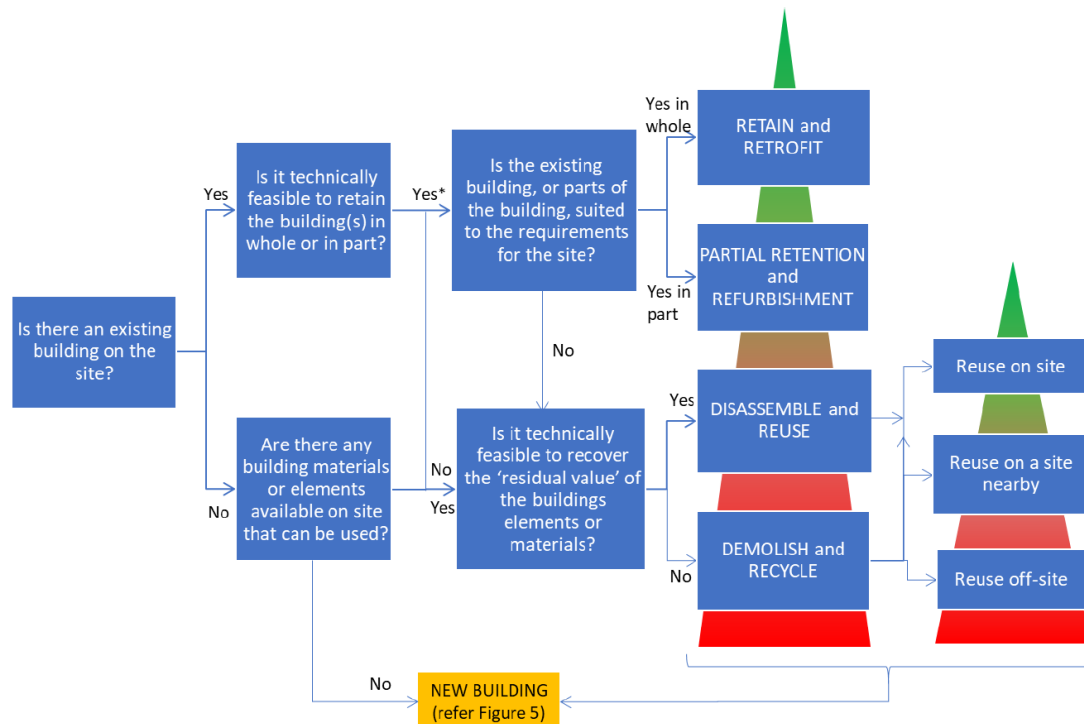 Is there an existing
building on the
site?
Yes
No
Is it technically
feasible to retain
the building(s) in
whole or in part?
Are there any
building materials
or elements
available on site
that can be used?
Yes*
No
Yes
No
Is the existing
building, or parts of
the building, suited
to the requirements
for the site?
No
Is it technically
feasible to recover
the ‘residual value’ of
the buildings
elements or
materials?
Yes in
whole
Yes in
part
Yes
No
RETAIN and
RETROFIT
PARTIAL RETENTION
and
REFURBISHMENT
DISASSEMBLE and
REUSE
DEMOLISH and
RECYCLE
Reuse on site
Reuse on a site
nearby
Reuse off-site
NEW BUILDING
(refer Figure 5)